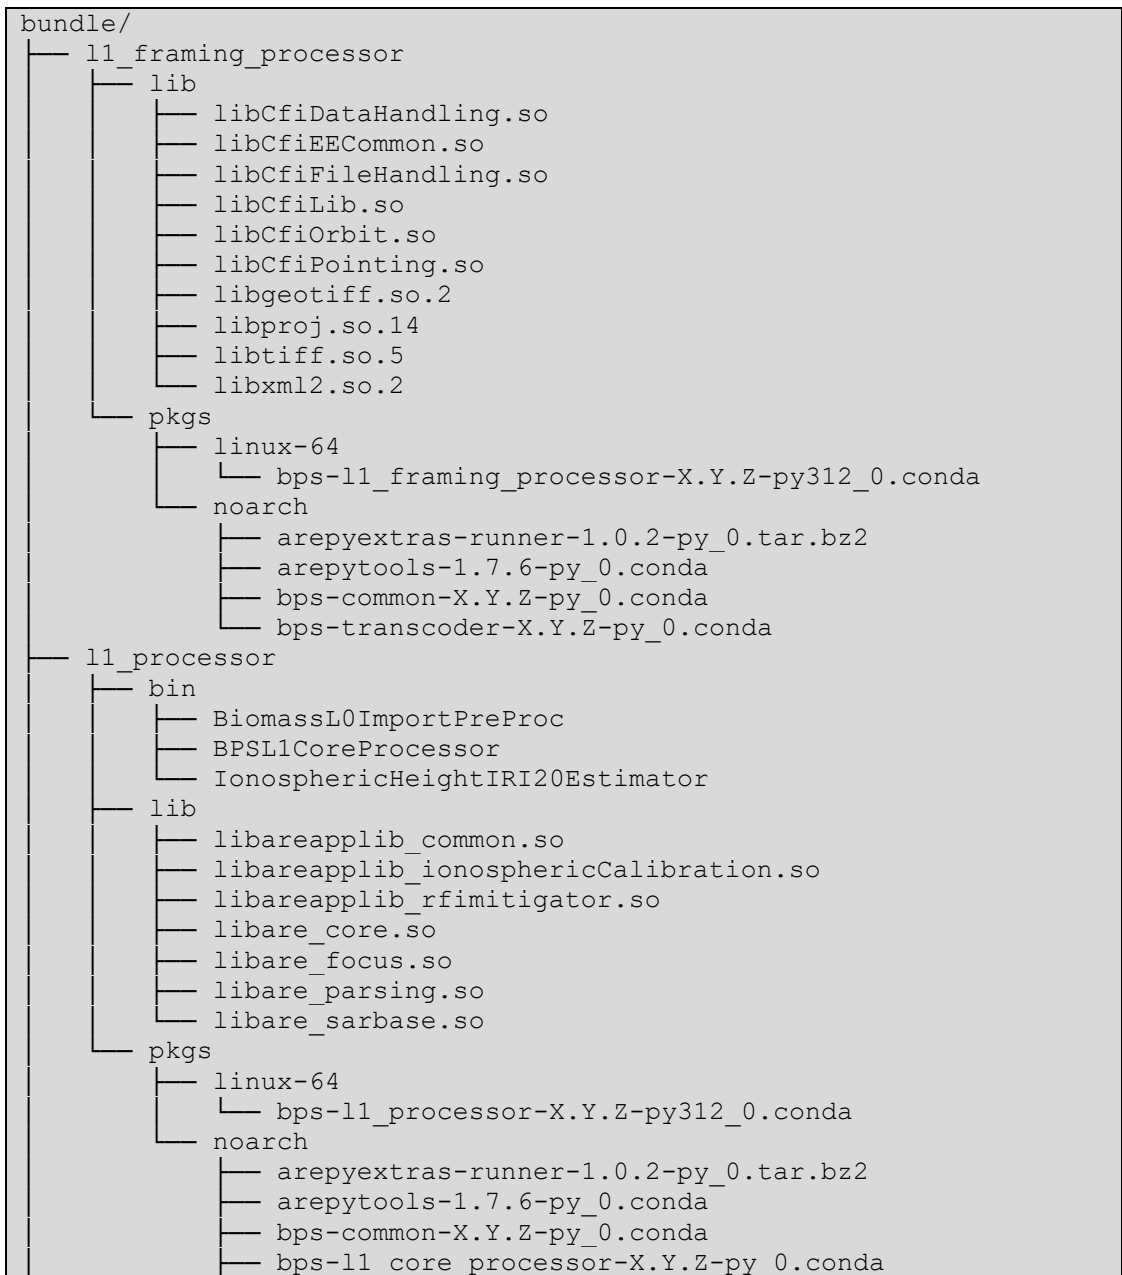 bundle/
├── l1_framing_processor
│   ├── lib
│   │   ├── libCfiDataHandling.so
│   │   ├── libCfiEECommon.so
│   │   ├── libCfiFileHandling.so
│   │   ├── libCfiLib.so
│   │   ├── libCfiOrbit.so
│   │   ├── libCfiPointing.so
│   │   ├── libgeotiff.so.2
│   │   ├── libproj.so.14
│   │   ├── libtiff.so.5
│   │   └── libxml2.so.2
│   └── pkgs
│       ├── linux-64
│       │   └── bps-l1_framing_processor-X.Y.Z-py312_0.conda
│       └── noarch
│           ├── arepyextras-runner-1.0.2-py_0.tar.bz2
│           ├── arepytools-1.7.6-py_0.conda
│           ├── bps-common-X.Y.Z-py_0.conda
│           └── bps-transcoder-X.Y.Z-py_0.conda
├── l1_processor
│   ├── bin
│   │   ├── BiomassL0ImportPreProc
│   │   ├── BPSL1CoreProcessor
│   │   └── IonosphericHeightIRI20Estimator
│   ├── lib
│   │   ├── libareapplib_common.so
│   │   ├── libareapplib_ionosphericCalibration.so
│   │   ├── libareapplib_rfimitigator.so
│   │   ├── libare_core.so
│   │   ├── libare_focus.so
│   │   ├── libare_parsing.so
│   │   └── libare_sarbase.so
│   └── pkgs
│       ├── linux-64
│       │   └── bps-l1_processor-X.Y.Z-py312_0.conda
│       └── noarch
│           ├── arepyextras-runner-1.0.2-py_0.tar.bz2
│           ├── arepytools-1.7.6-py_0.conda
│           ├── bps-common-X.Y.Z-py_0.conda
│           ├── bps-l1_core_processor-X.Y.Z-py_0.conda